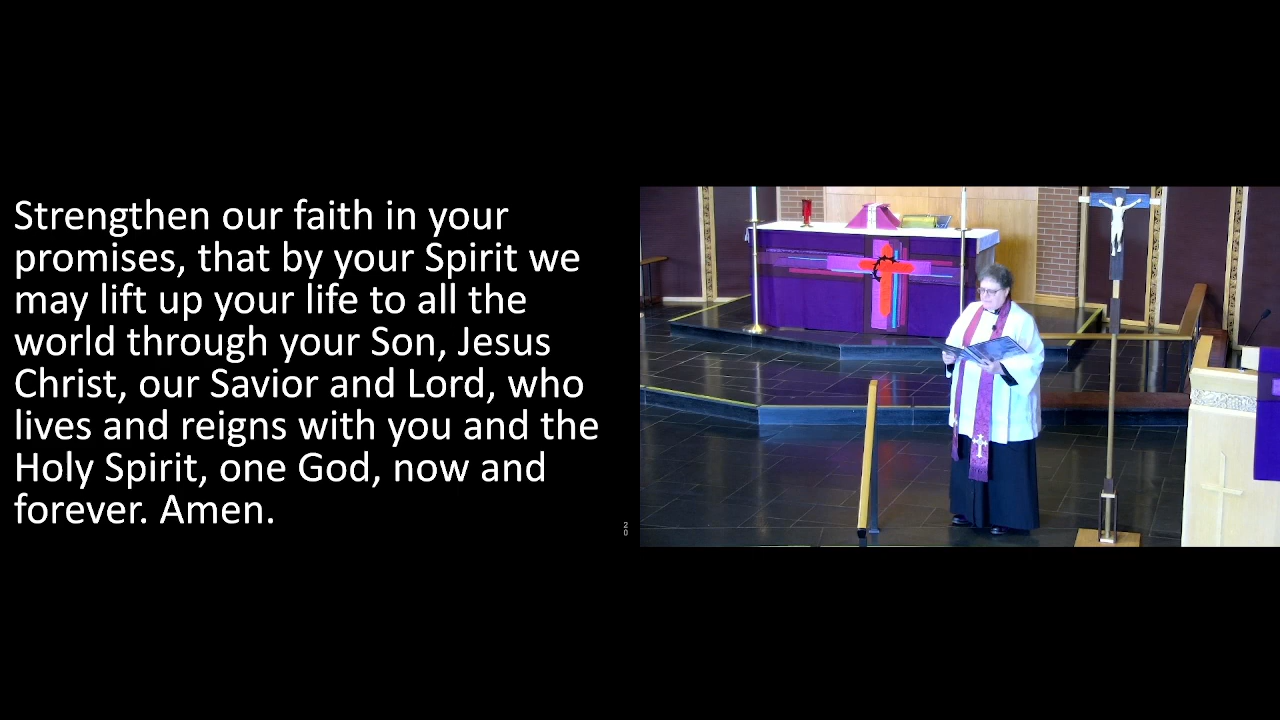 Strengthen our faith in your
promises, that by your Spirit we
may lift up your life to all the
world through your Son, Jesus
Christ, our Savior and Lord, who
lives and reigns with you and the
Holy Spirit, one God, now and
forever. Amen.
2
0